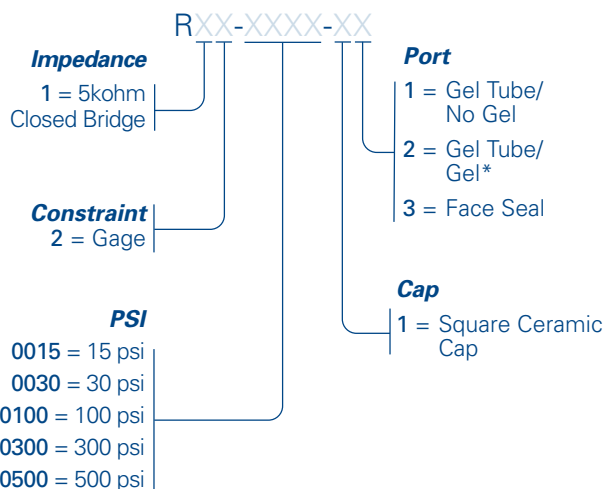 RXX-XXXX-XX
Impedance
1 = 5kohm
Closed Bridge
Constraint
2 = Gage
PSI
0015 = 15 psi
0030 = 30 psi
0100 = 100 psi
0300 = 300 psi
0500 = 500 psi
Port
1 = Gel Tube/
No Gel
2 = Gel Tube/
Gel*
3 = Face Seal
Cap
1 = Square Ceramic
Cap